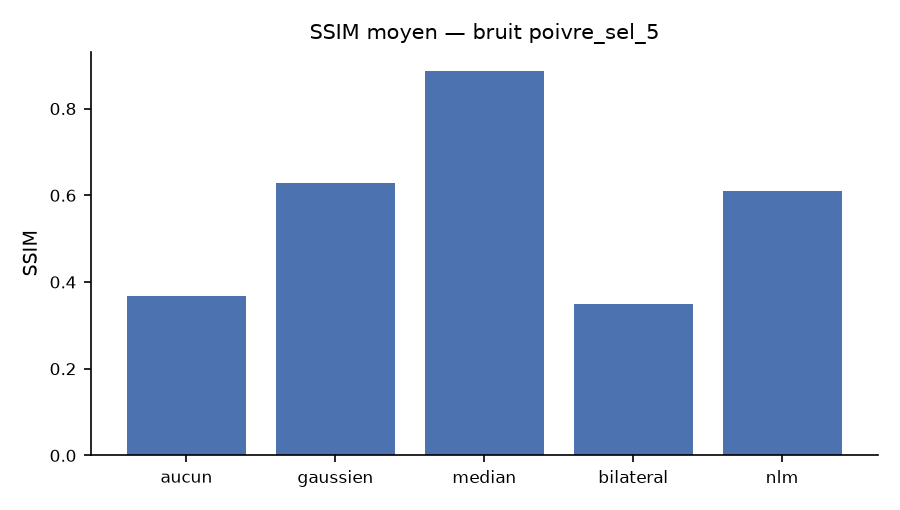 SSIM moyen — bruit poivre_sel_5
SSIM
0.8
0.6
0.4
0.2
0.0
aucun gaussien median bilateral nlm